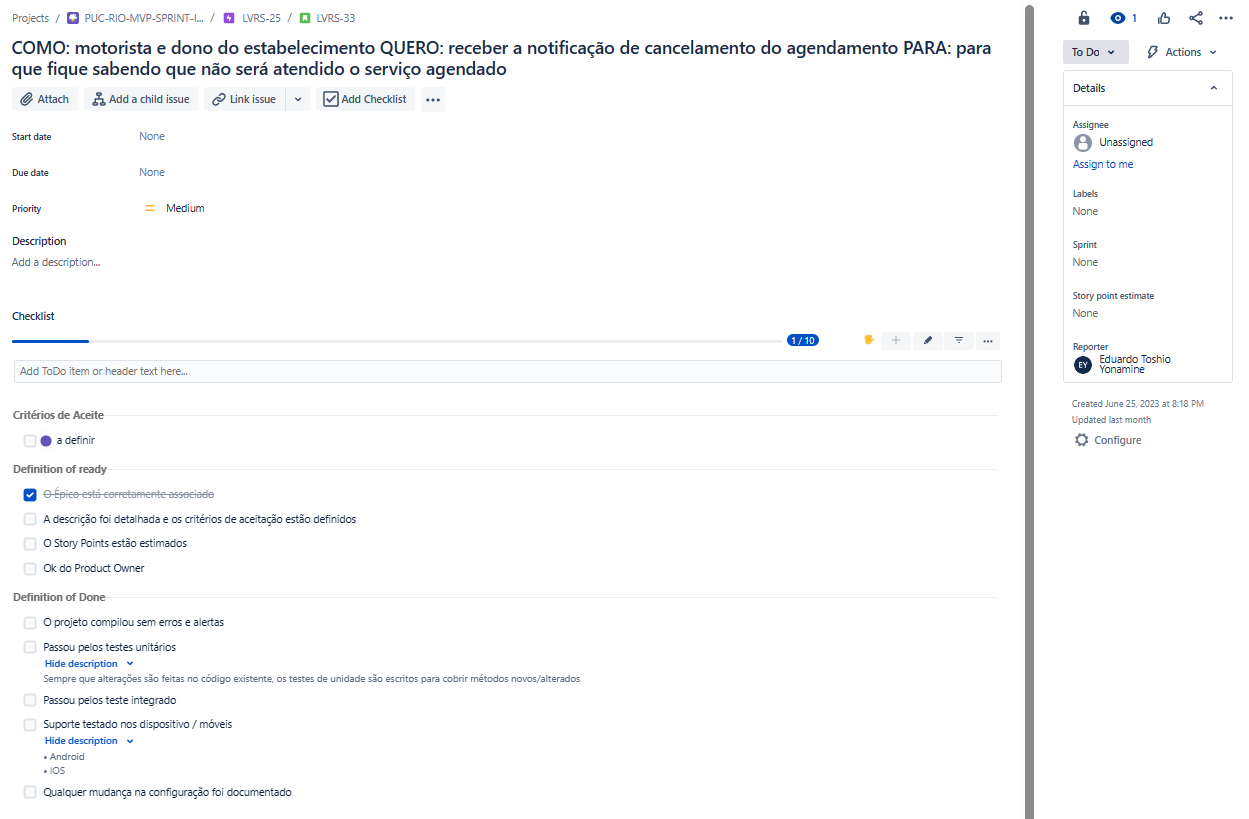 Projects / PUC-RIO-MVP-SPRINT-I... / LVRS-25 / LVRS-33
COMO: motorista e dono do estabelecimento QUERO: receber a notificação de cancelamento do agendamento PARA: para
que fique sabendo que não será atendido o serviço agendado
Attach Add a child issue Link issue Add Checklist
Start date None
Due date None
Priority Medium
Description
Add a description...
Checklist
1 / 10
Add ToDo item or header text here...
Critérios de Aceite
a definir
Definition of ready
O Épico está corretamente associado
A descrição foi detalhada e os critérios de aceitação estão definidos
O Story Points estão estimados
Ok do Product Owner
Definition of Done
O projeto compilou sem erros e alertas
Passou pelos testes unitários
Hide description
Sempre que alterações são feitas no código existente, os testes de unidade são escritos para cobrir métodos novos/alterados
Passou pelos teste integrado
Suporte testado nos dispositivo / móveis
Hide description
• Android
• IOS
Qualquer mudança na configuração foi documentado
1
To Do Actions
Details
Assignee
Unassigned
Assign to me
Labels
None
Sprint
None
Story point estimate
None
Reporter
EY Eduardo Toshio
Yonamine
Created June 25, 2023 at 8:18 PM
Updated last month
Configure